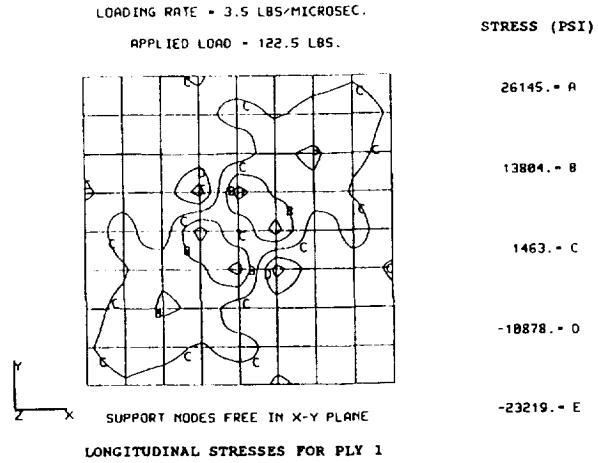 LOADING RATE = 3.5 LBS/MICROSEC.
APPLIED LOAD = 122.5 LBS.
STRESS (PSI)
26145.= A
13804.= B
1463.= C
-10878.= D
-23219.= E
C
C
C
C
C
C
C
B
B
C
C
B
B
D
C
C
B
C
C
C
Y
Z
X
SUPPORT NODES FREE IN X-Y PLANE
LONGITUDINAL STRESSES FOR PLY 1